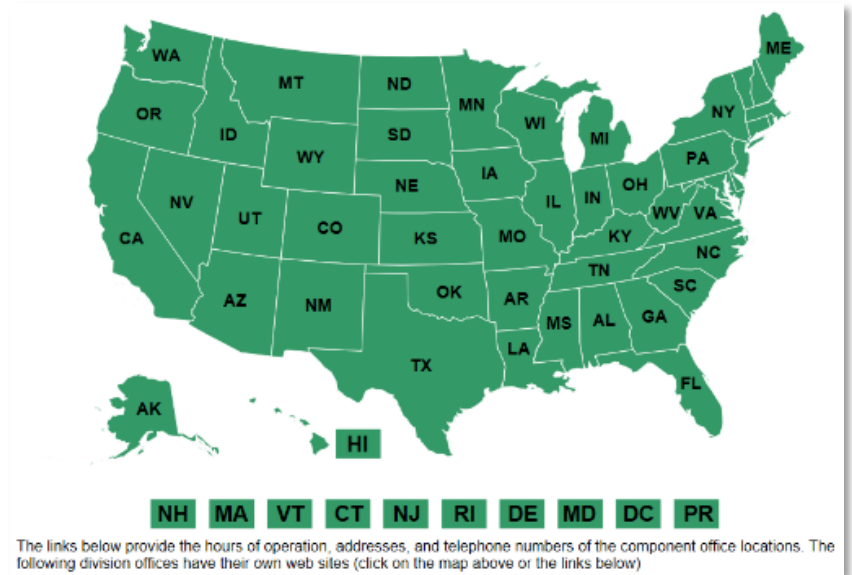 WA
ME
MT
ND
MN
OR
NY
WI
ID
SD
MI
WY
PA
IA
NE
OH
IL
IN
NV
WV
VA
UT
CO
CA
KS
MO
KY
NC
TN
SC
AZ
NM
OK
AR
GA
MS
AL
LA
TX
FL
AK
HI
NH MA VT CT NJ RI DE MD DC PR
The links below provide the hours of operation, addresses, and telephone numbers of the component office locations. The
following division offices have their own web sites (click on the map above or the links below)